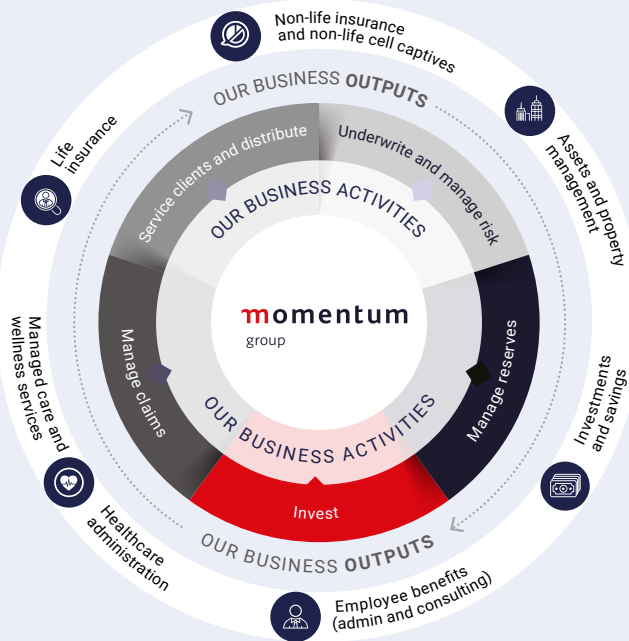 Non-life insurance
and non-life cell captives
OUR BUSINESS OUTPUTS
Life
insurance
Service clients and distribute
Underwrite and manage risk
Assets and property
management
OUR BUSINESS ACTIVITIES
momentum
group
Managed care and
wellness services
Manage claims
Manage reserves
Investments
and savings
OUR BUSINESS ACTIVITIES
Invest
Healthcare
administration
OUR BUSINESS OUTPUTS
Employee benefits
(admin and consulting)